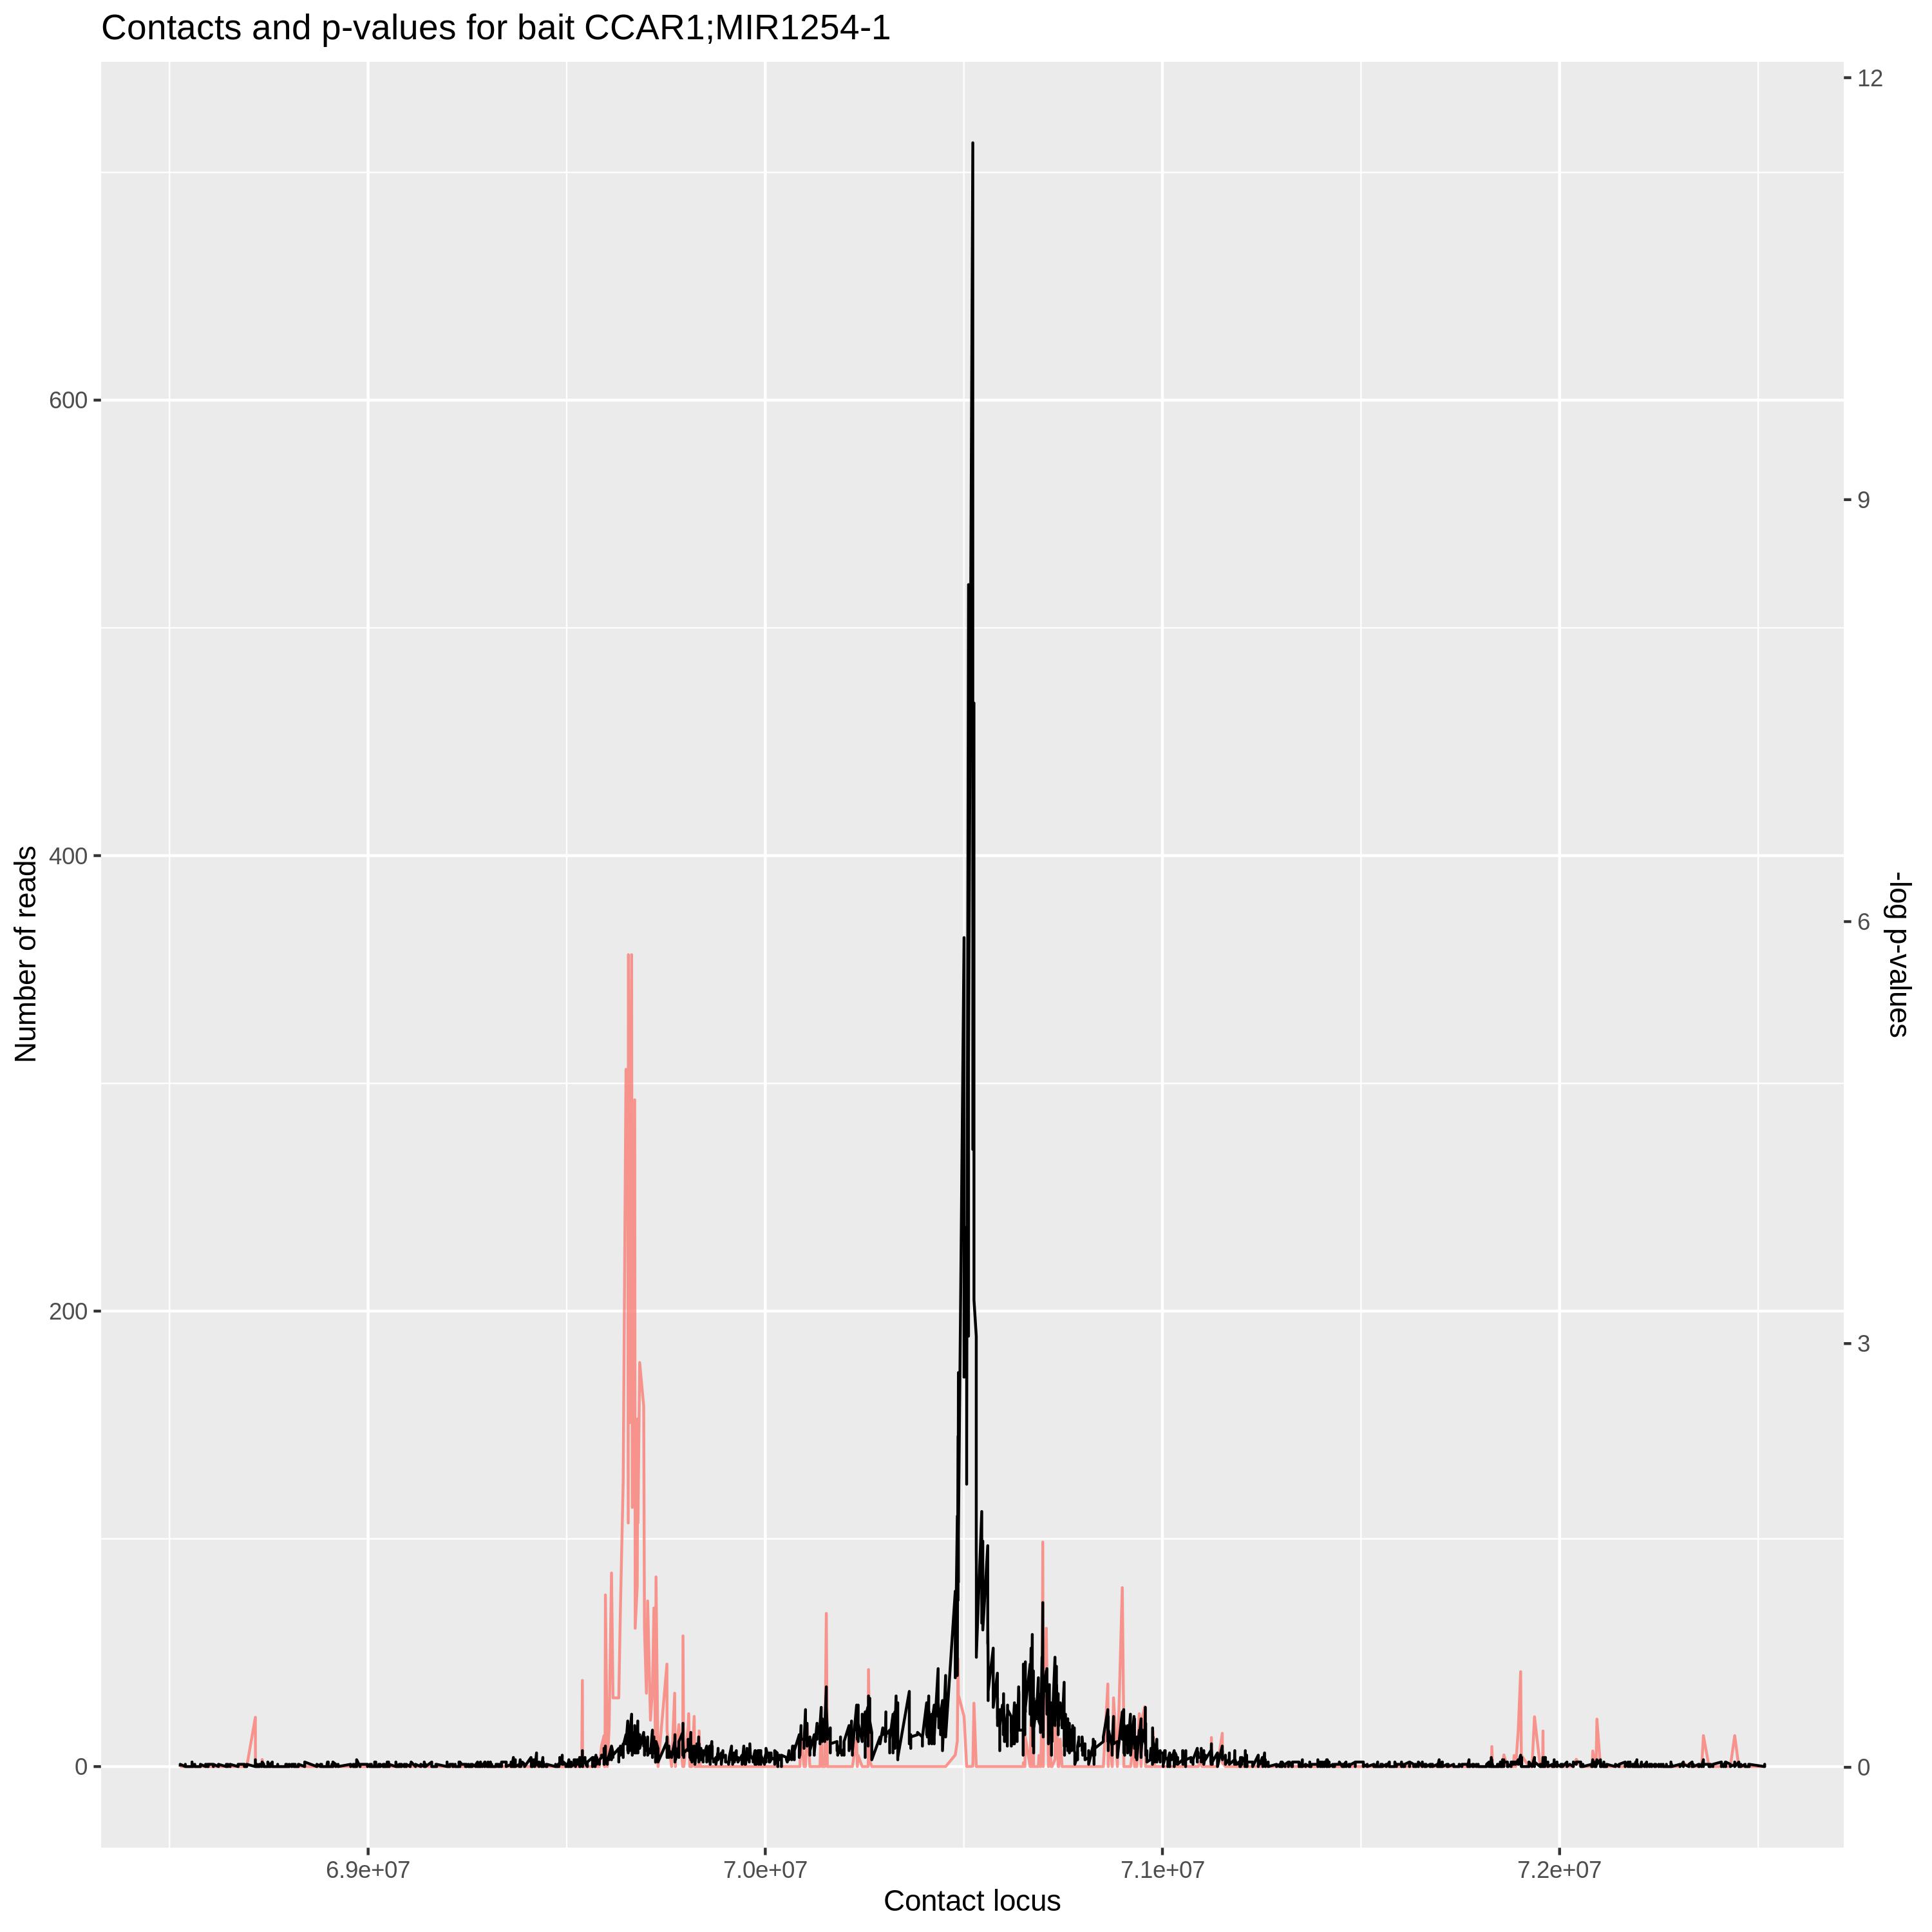 Contacts and p-values for bait CCAR1;MIR1254-1
Number of reads
600
400
200
0
12
9
6
3
0
-log p-values
6.9e+07 7.0e+07 7.1e+07 7.2e+07
Contact locus